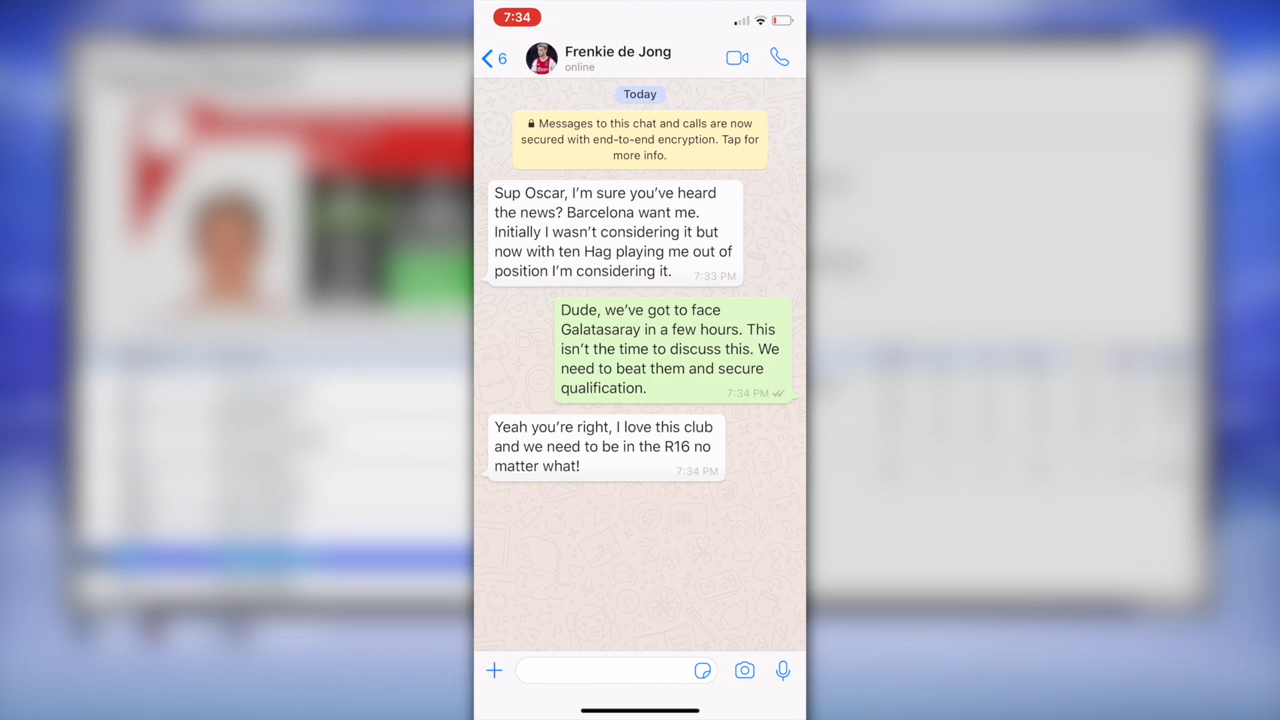 7:34
6
Frenkie de Jong
online
Today
Messages to this chat and calls are now
secured with end-to-end encryption. Tap for
more info.
Sup Oscar, I'm sure you've heard
the news? Barcelona want me.
Initially I wasn't considering it but
now with ten Hag playing me out of
position I'm considering it.
7:33 PM
Dude, we've got to face
Galatasaray in a few hours. This
isn't the time to discuss this. We
need to beat them and secure
qualification.
7:34 PM
Yeah you're right, I love this club
and we need to be in the R16 no
matter what!
7:34 PM